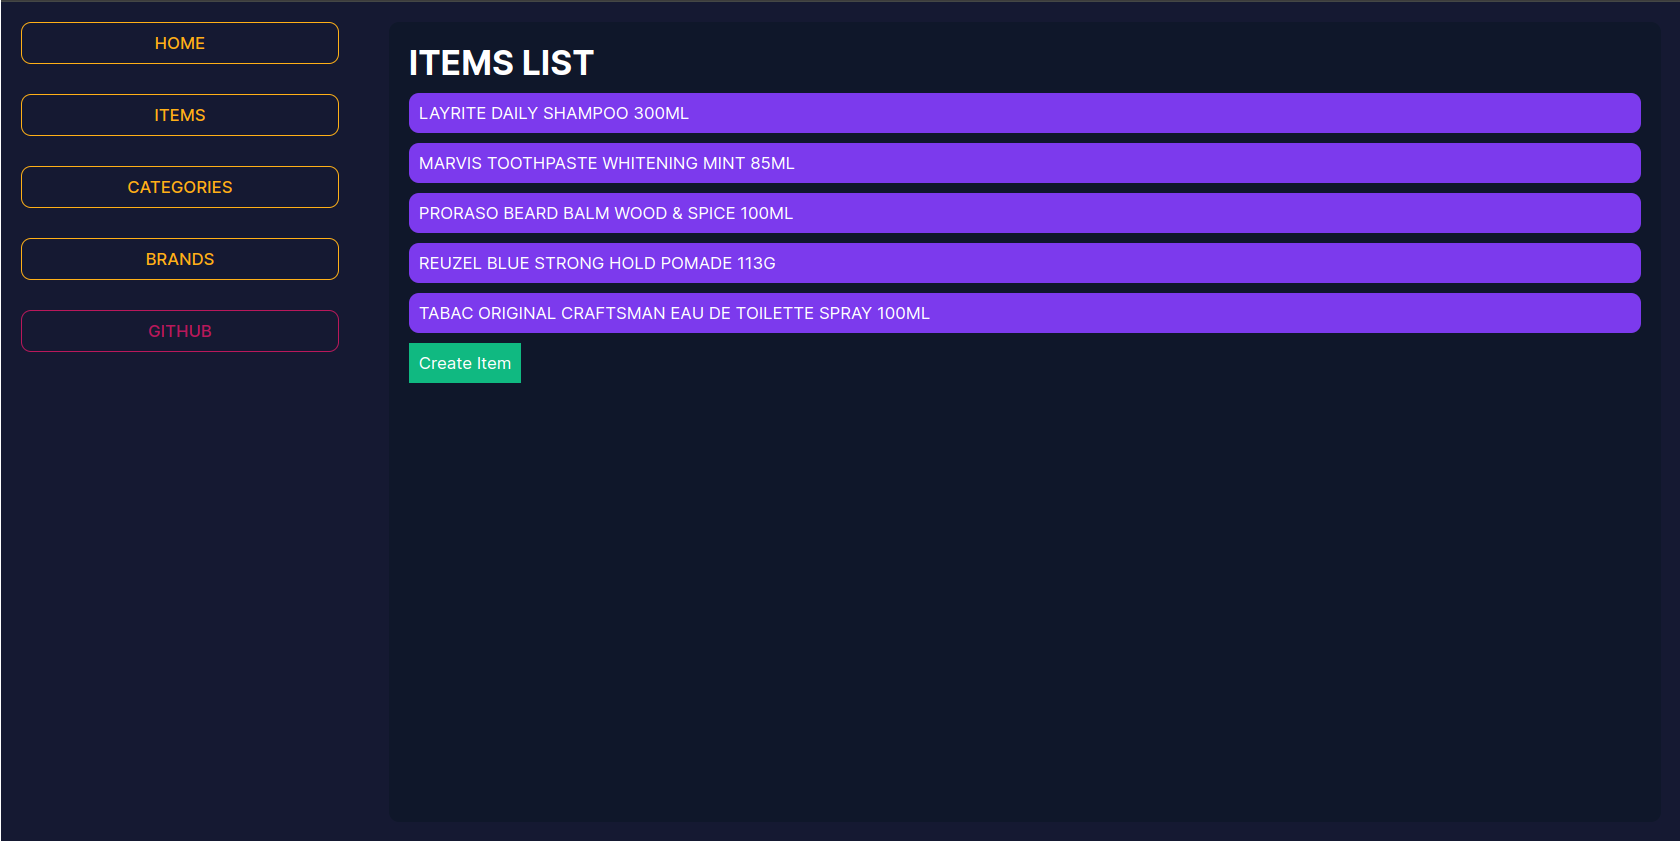 HOME
ITEMS
CATEGORIES
BRANDS
GITHUB
ITEMS LIST
LAYRITE DAILY SHAMPOO 300ML
MARVIS TOOTHPASTE WHITENING MINT 85ML
PRORASO BEARD BALM WOOD & SPICE 100ML
REUZEL BLUE STRONG HOLD POMADE 113G
TABAC ORIGINAL CRAFTSMAN EAU DE TOILETTE SPRAY 100ML
Create Item